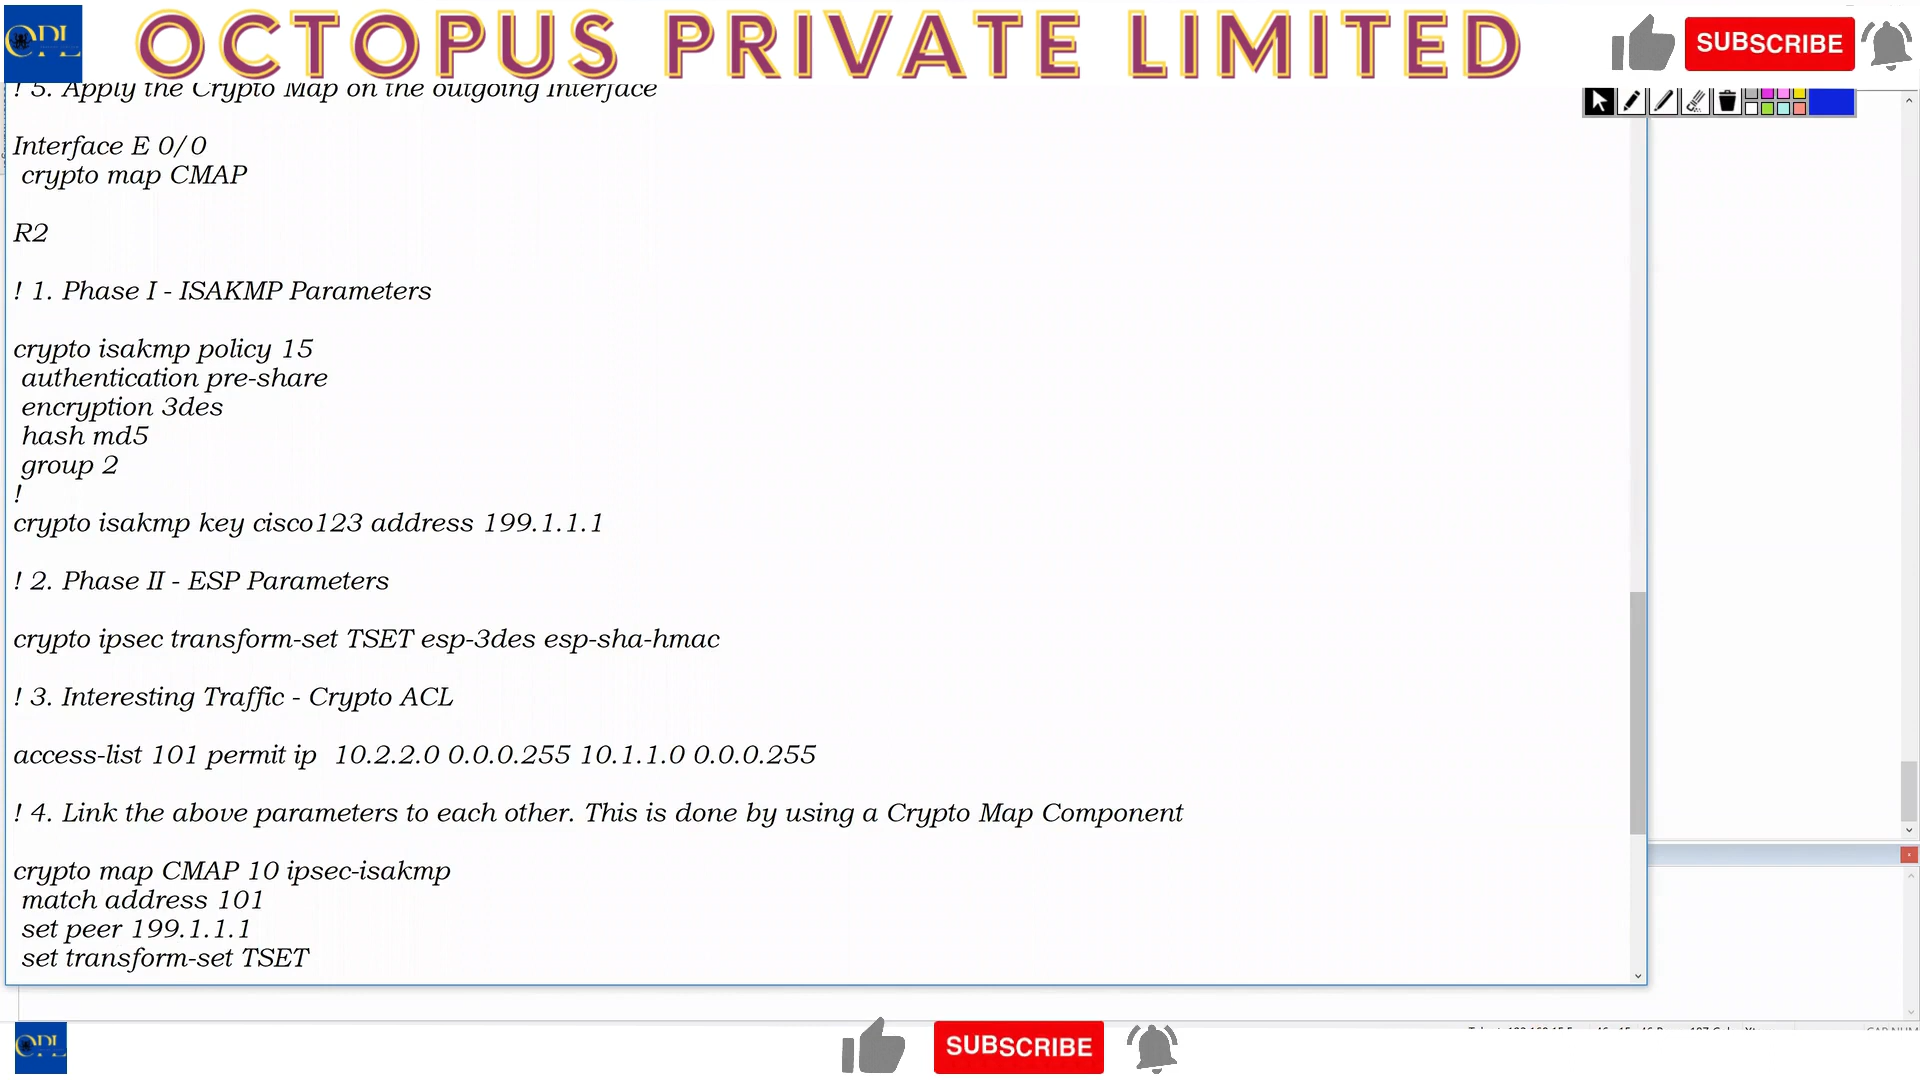 OPL OCTOPUS PRIVATE LIMITED SUBSCRIBE
! 5. Apply the Crypto Map on the outgoing Interface
Interface E 0/0
crypto map CMAP
R2
! 1. Phase I - ISAKMP Parameters
crypto isakmp policy 15
authentication pre-share
encryption 3des
hash md5
group 2
!
crypto isakmp key cisco123 address 199.1.1.1
! 2. Phase II - ESP Parameters
crypto ipsec transform-set TSET esp-3des esp-sha-hmac
! 3. Interesting Traffic - Crypto ACL
access-list 101 permit ip  10.2.2.0 0.0.0.255 10.1.1.0 0.0.0.255
! 4. Link the above parameters to each other. This is done by using a Crypto Map Component
crypto map CMAP 10 ipsec-isakmp
match address 101
set peer 199.1.1.1
set transform-set TSET
OPL SUBSCRIBE